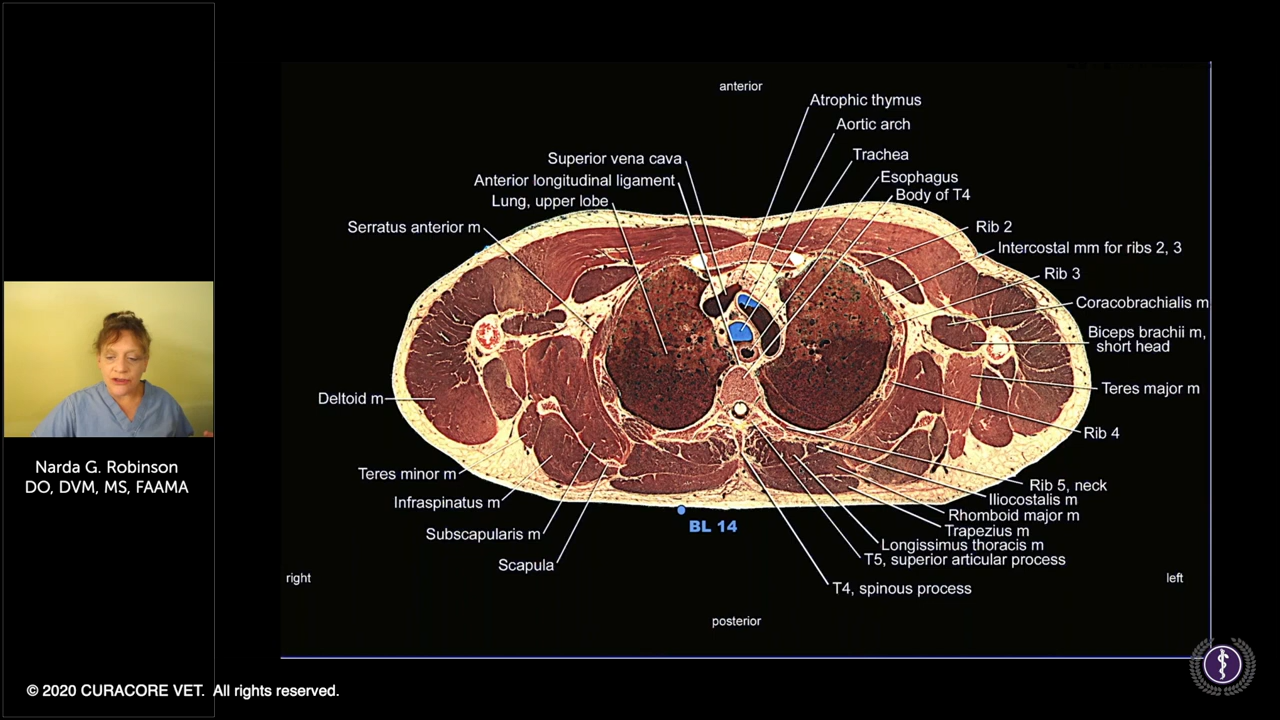 anterior
Atrophic thymus
Aortic arch
Trachea
Esophagus
Body of T4
Superior vena cava
Anterior longitudinal ligament
Lung, upper lobe
Serratus anterior m
Rib 2
Intercostal mm for ribs 2, 3
Rib 3
Coracobrachialis m
Biceps brachii m,
short head
Teres major m
Rib 4
Deltoid m
Teres minor m
Infraspinatus m
Subscapularis m
Scapula
Rib 5, neck
Iliocostalis m
Rhomboid major m
Trapezius m
Longissimus thoracis m
T5, superior articular process
T4, spinous process
BL 14
right
left
posterior
Narda G. Robinson
DO, DVM, MS, FAAMA
© 2020 CURACORE VET. All rights reserved.